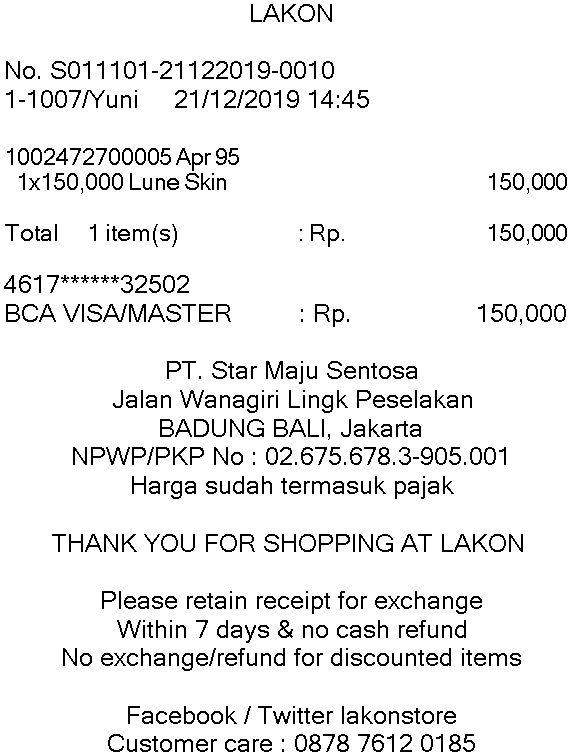 LAKON
No. S011101-21122019-0010
1-1007/Yuni 21/12/2019 14:45
1002472700005 Apr 95
1x150,000 Lune Skin 150,000
Total 1 item(s) : Rp. 150,000
4617******32502
BCA VISA/MASTER : Rp. 150,000
PT. Star Maju Sentosa
Jalan Wanagiri Lingk Peselakan
BADUNG BALI, Jakarta
NPWP/PKP No : 02.675.678.3-905.001
Harga sudah termasuk pajak
THANK YOU FOR SHOPPING AT LAKON
Please retain receipt for exchange
Within 7 days & no cash refund
No exchange/refund for discounted items
Facebook / Twitter lakonstore
Customer care : 0878 7612 0185